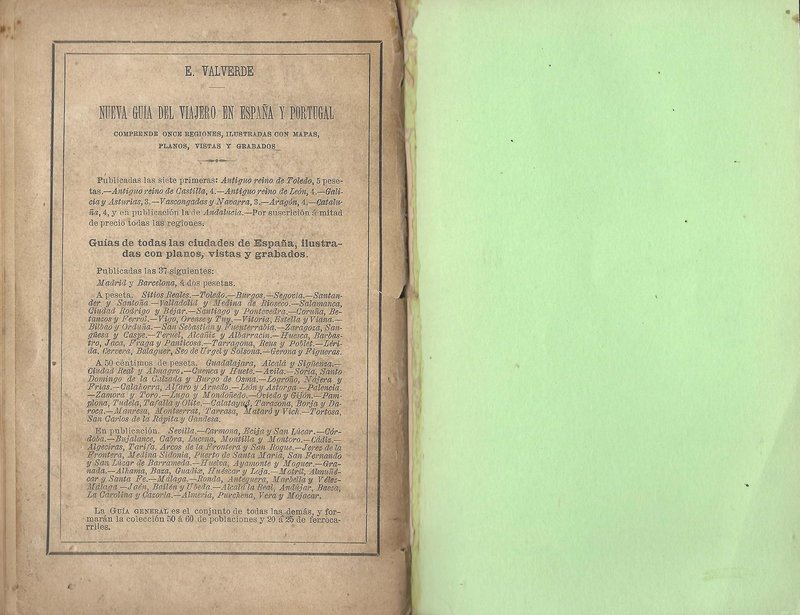 E. VALVERDE
NUEVA GUIA DEL VIAJERO EN ESPAÑA Y PORTUGAL
COMPRENDE ONCE REGIONES, ILUSTRADAS CON MAPAS,
PLANOS, VISTAS Y GRABADOS
Publicadas las siete primeras: Antiguo reino de Toledo, 5 pese-
tas.—Antiguo reino de Castilla, 4.—Antiguo reino de León, 4.—Gali-
cia y Asturias, 3.—Vascongadas y Navarra, 3.—Aragón, 4.—Catalu-
ña, 4, y en publicación la de Andalucía.—Por suscrición á mitad
de precio todas las regiones.
Guías de todas las ciudades de España, ilustra-
das con planos, vistas y grabados.
Publicadas las 37 siguientes:
Madrid y Barcelona, á dos pesetas.
A peseta. Sitios Reales.—Toledo.—Burgos.—Segovia.—Santan-
der y Santoña—Valladolid y Medina de Rioseco.—Salamanca,
Ciudad Rodrigo y Béjar.—Santiago y Pontevedra.—Coruña, Be-
tanzos y Ferrol.—Vigo, Orense y Tuy.—Vitoria, Estella y Viana.—
Bilbao y Orduña.—San Sebastián y Fuenterrabía.—Zaragoza, San-
güesa y Caspe.—Teruel, Alcañiz y Albarracín.—Huesca, Barbas-
tro, Jaca, Fraga y Panticosa.—Tarragona, Reus y Poblet.—Léri-
da, Cervera, Balaguer, Seo de Urgel y Solsona.—Gerona y Figueras.
A 50 céntimos de peseta. Guadalajara, Alcalá y Sigüenza.—
Ciudad Real y Almagro.—Cuenca y Huete.—Avila.—Soria, Santo
Domingo de la Calzada y Burgo de Osma.—Logroño, Nájera y
Frías.—Calahorra, Alfaro y Arnedo.—León y Astorga—Palencia.
—Zamora y Toro.—Lugo y Mondoñedo.—Oviedo y Gijón.—Pam-
plona, Tudela, Tafalla y Olite.—Calatayud, Tarazona, Borja y Da-
roca.—Manresa, Montserrat, Tarrasa, Mataró y Vich.—Tortosa,
San Carlos de la Rápita y Gandesa.
En publicación. Sevilla.—Carmona, Ecija y San Lúcar.—Cór-
doba.—Bujalance, Cabra, Lucena, Montilla y Montoro.—Cádiz.—
Algeciras, Tarifa, Arcos de la Frontera y San Roque.—Jerez de la
Frontera, Medina Sidonia, Puerto de Santa María, San Fernando
y San Lúcar de Barrameda.—Huelva, Ayamonte y Moguer.—Gra-
nada.—Alhama, Baza, Guadix, Huéscar y Loja.—Motril, Almuñé-
car y Santa Fe.—Málaga.—Ronda, Antequera, Marbella y Vélez-
Málaga—Jaén, Bailén y Ubeda.—Alcalá la Real, Andújar, Baeza,
La Carolina y Cazorla.—Almería, Purchena, Vera y Mojacar.
La GUÍA GENERAL es el conjunto de todas las demás, y for-
marán la colección 50 á 60 de poblaciones y 20 á 25 de ferroca-
rriles.